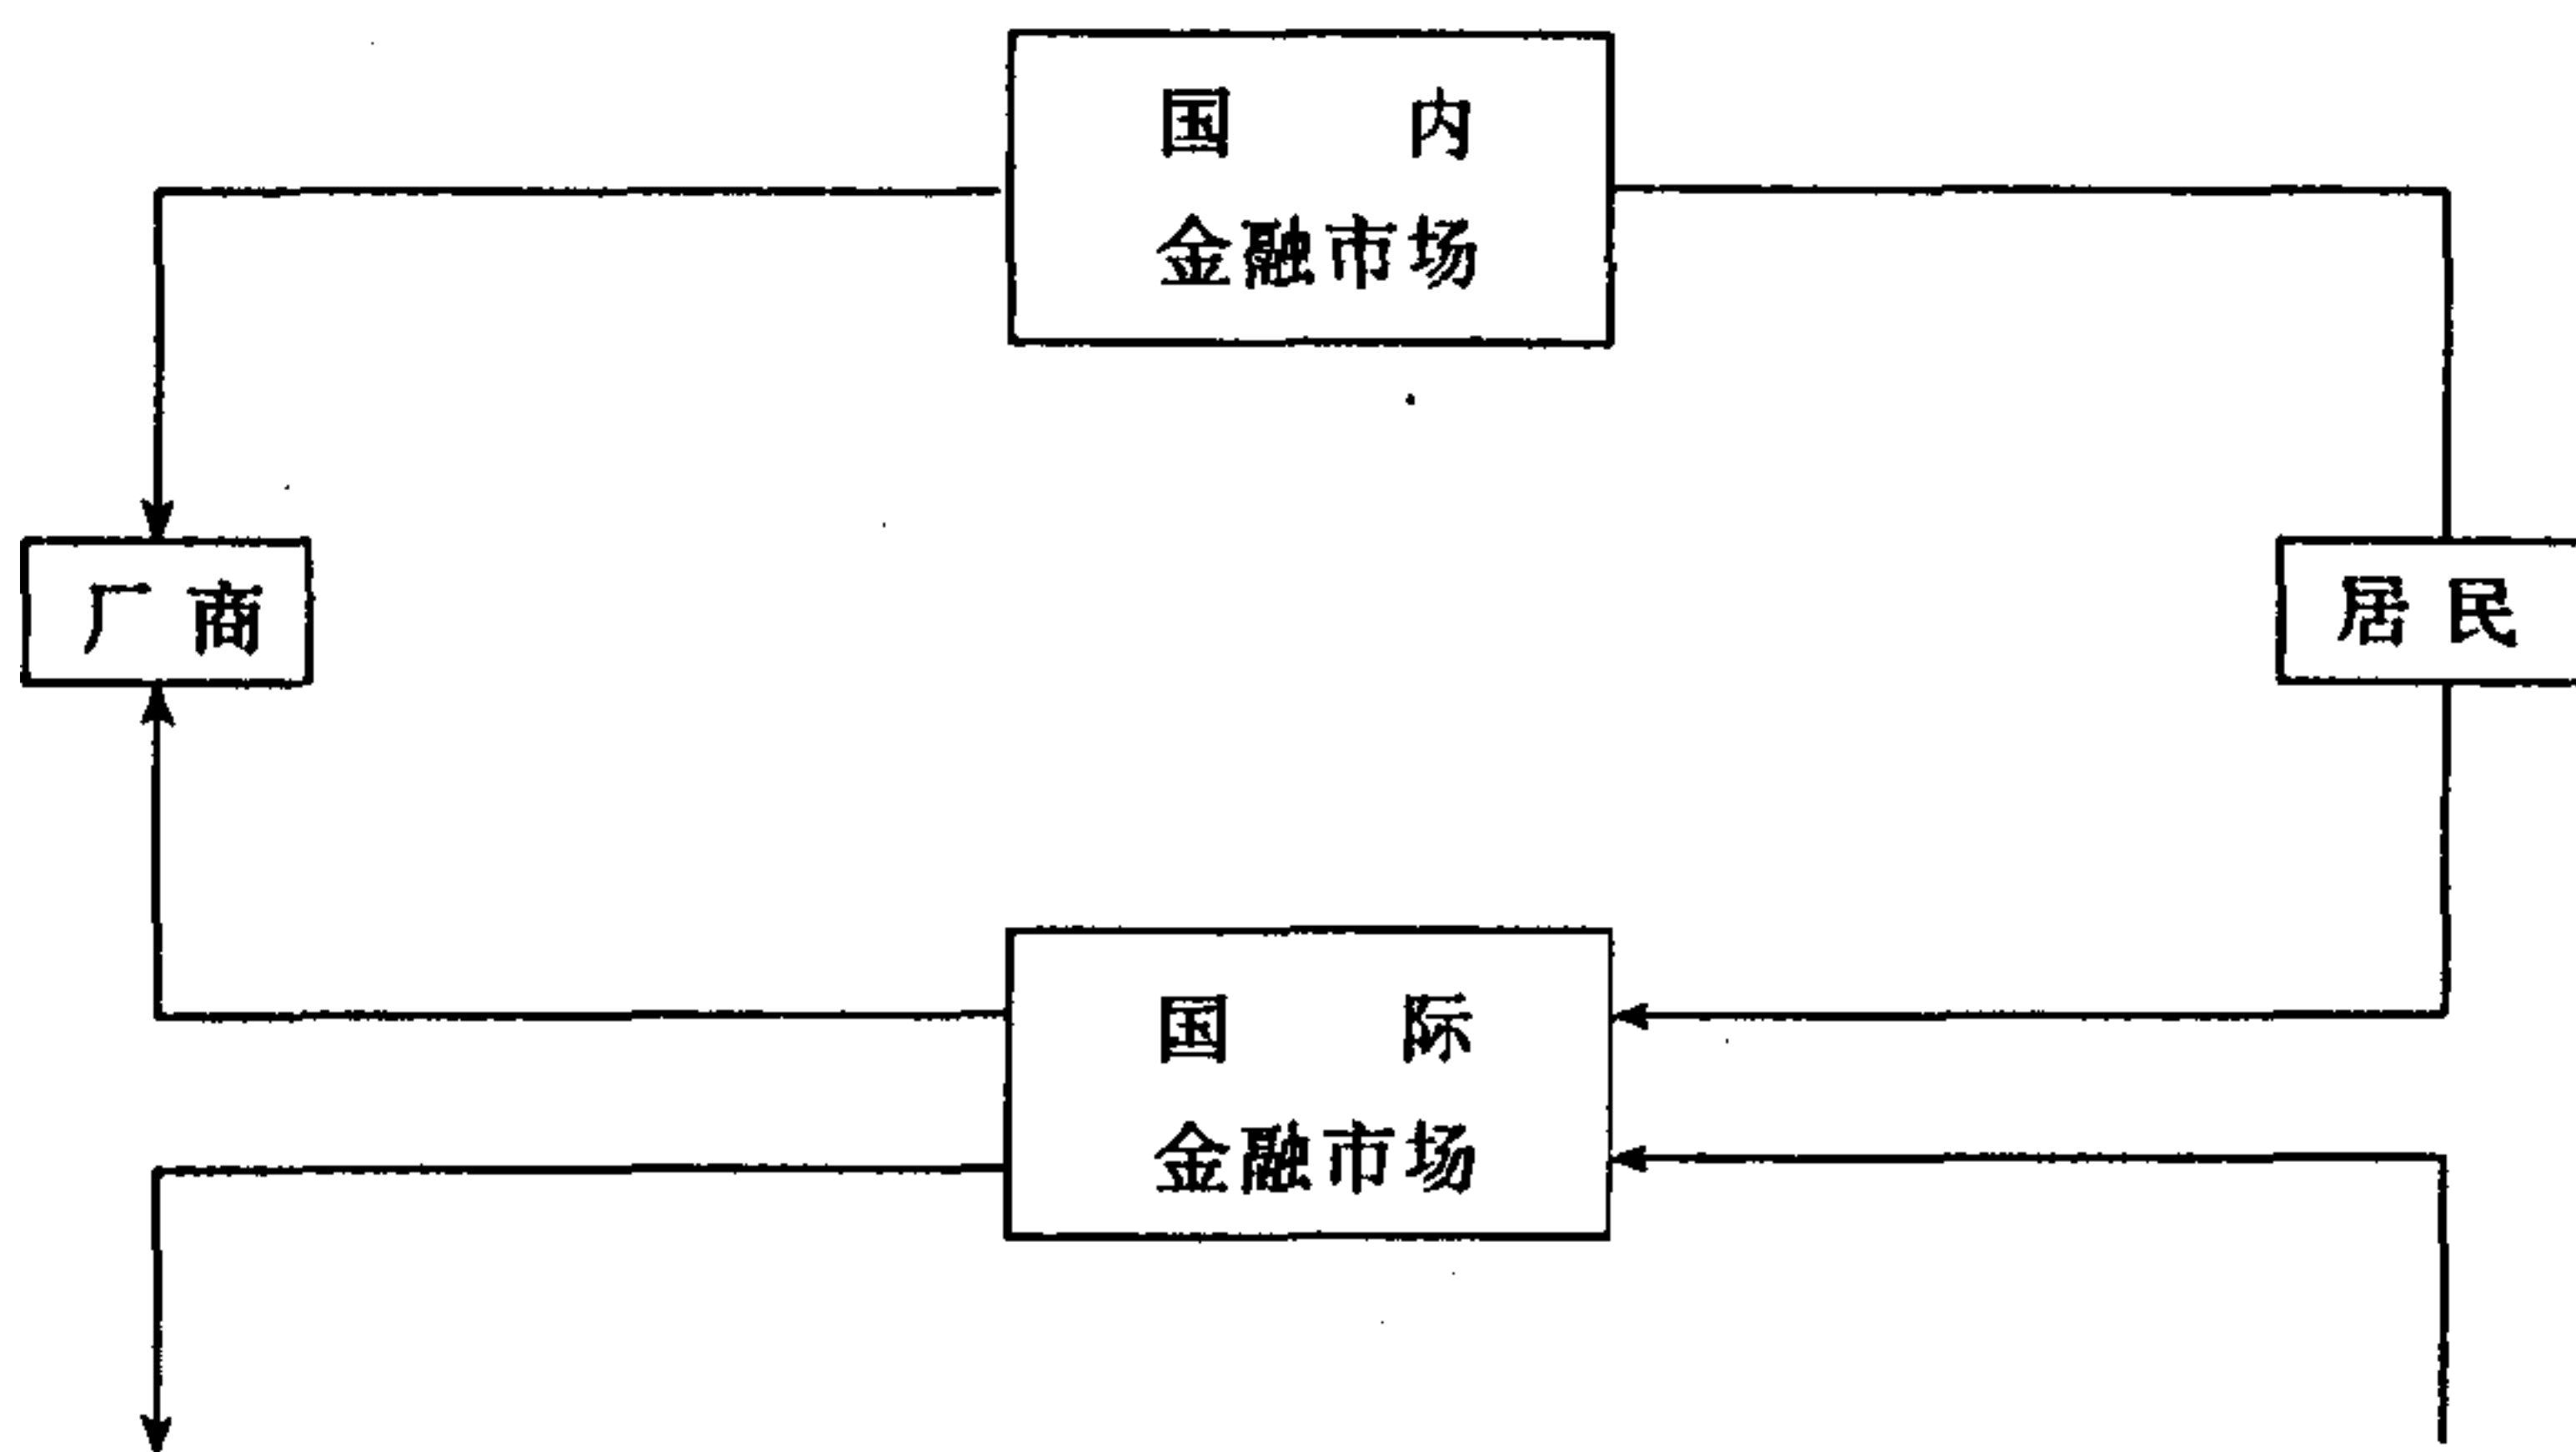 国 内
金融市场
厂 商
居 民
国 际
金融市场